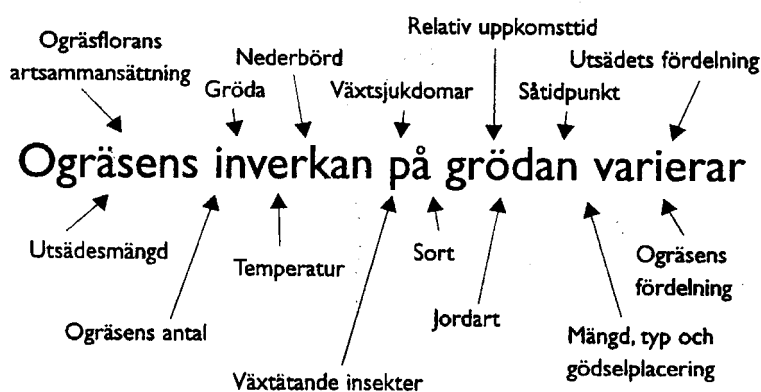 Relativ uppkomsttid
Ogräsflorans
artsammansättning
Nederbörd
Utsädets fördelning
Gröda
Växtsjukdomar
Såtidpunkt
Ogräsens inverkan på grödan varierar
Utsädesmängd
Temperatur
Sort
Ogräsens
fördelning
Ogräsens antal
Jordart
Mängd, typ och
gödselplacering
Växtätande insekter